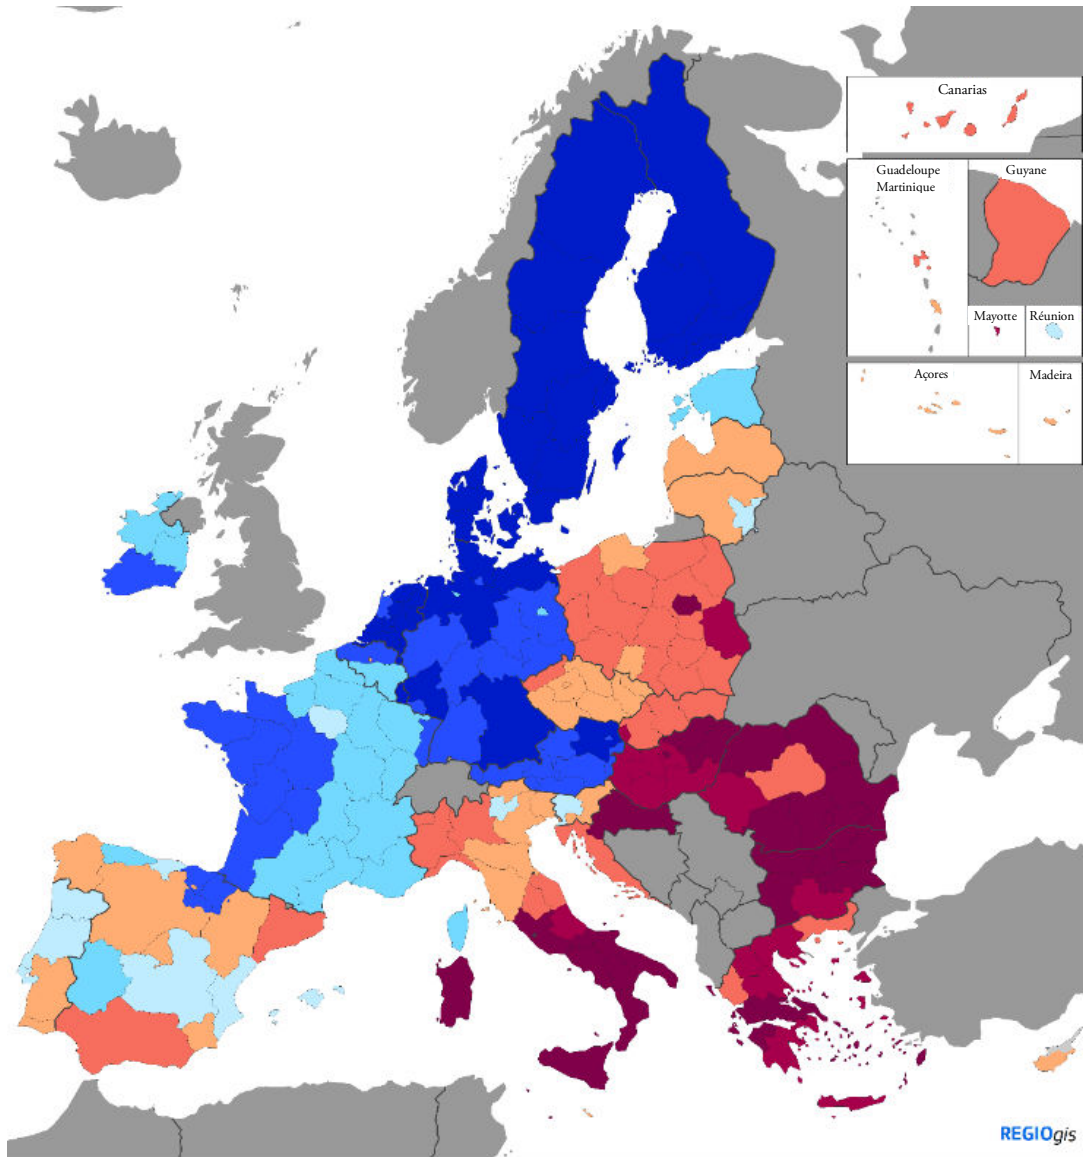 Canarias
Guadeloupe
Martinique
Guyane
Mayotte
Réunion
Açores
Madeira
REGIOgis